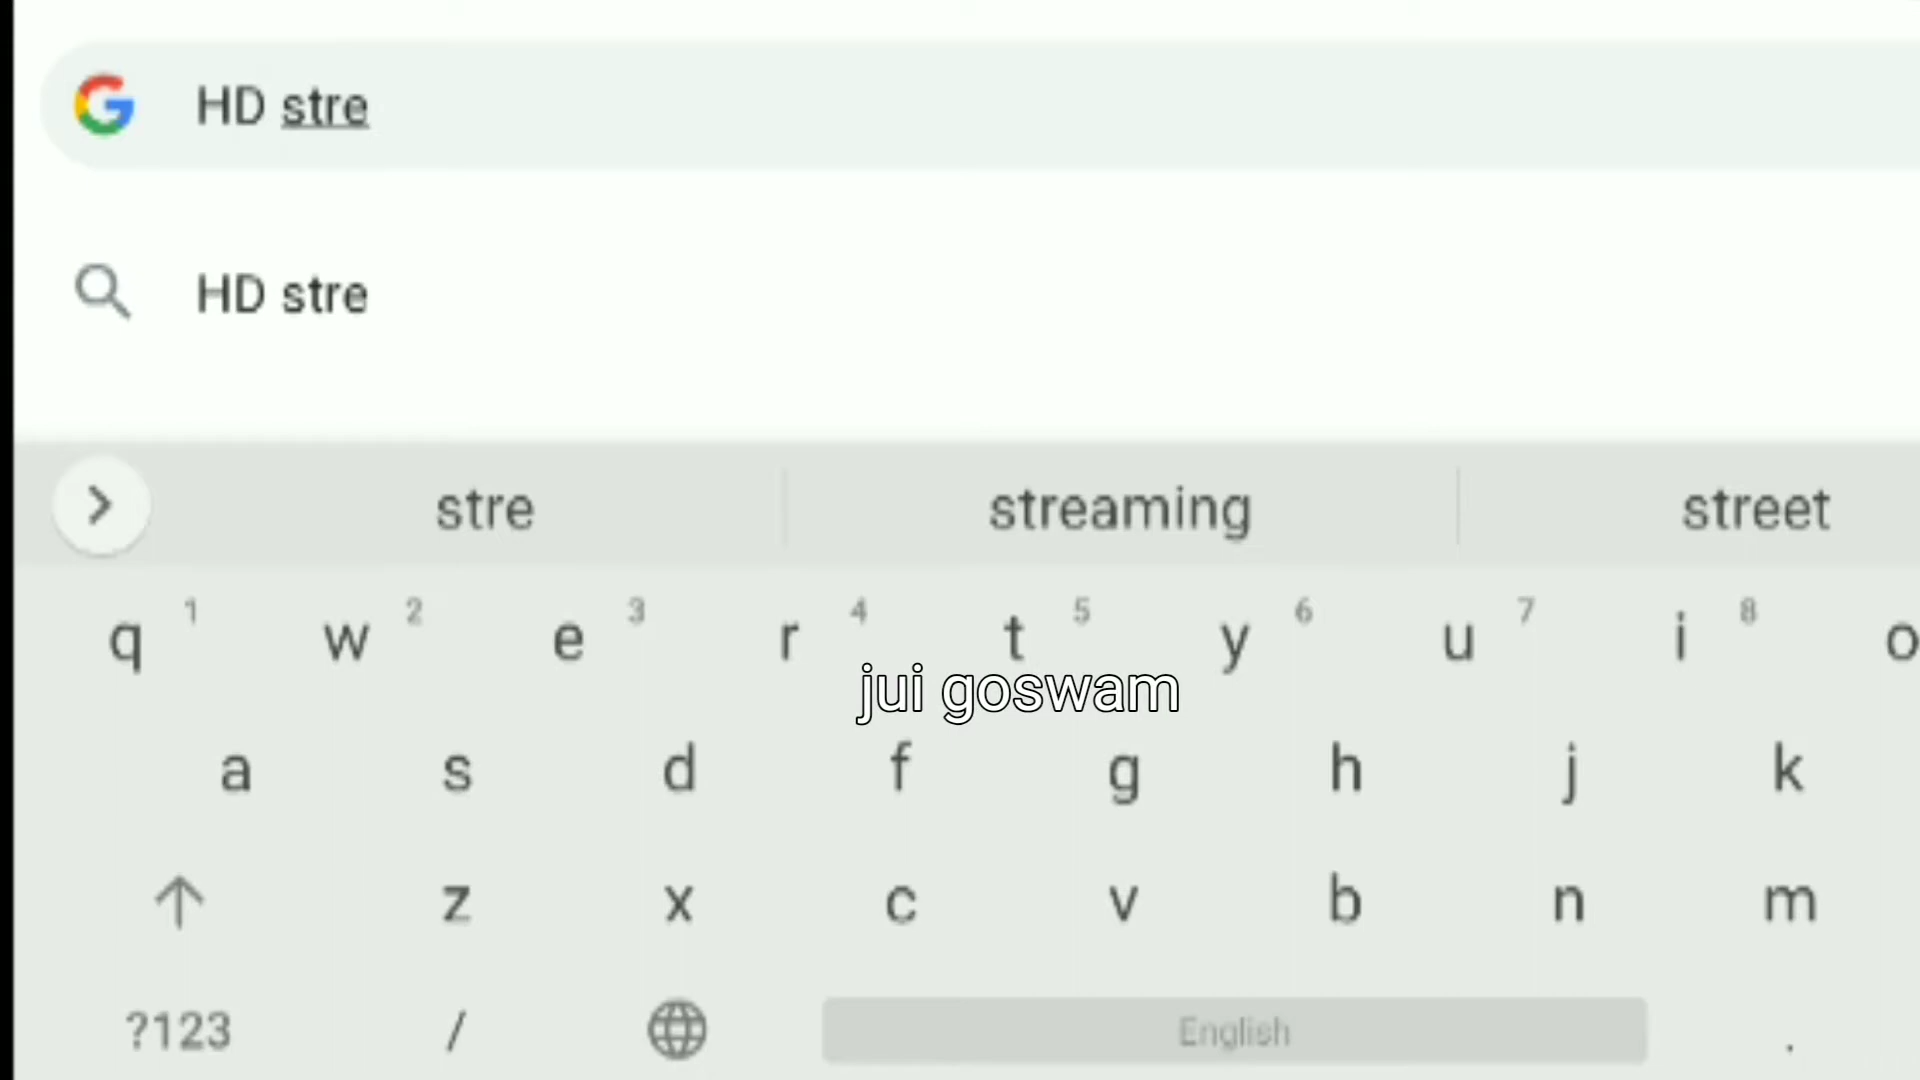 HD stre
HD stre
stre streaming street
q 1 w 2 e 3 r 4 t 5 y 6 u 7 i 8 o
jui goswam
a s d f g h j k
z x c v b n m
?123 / English .